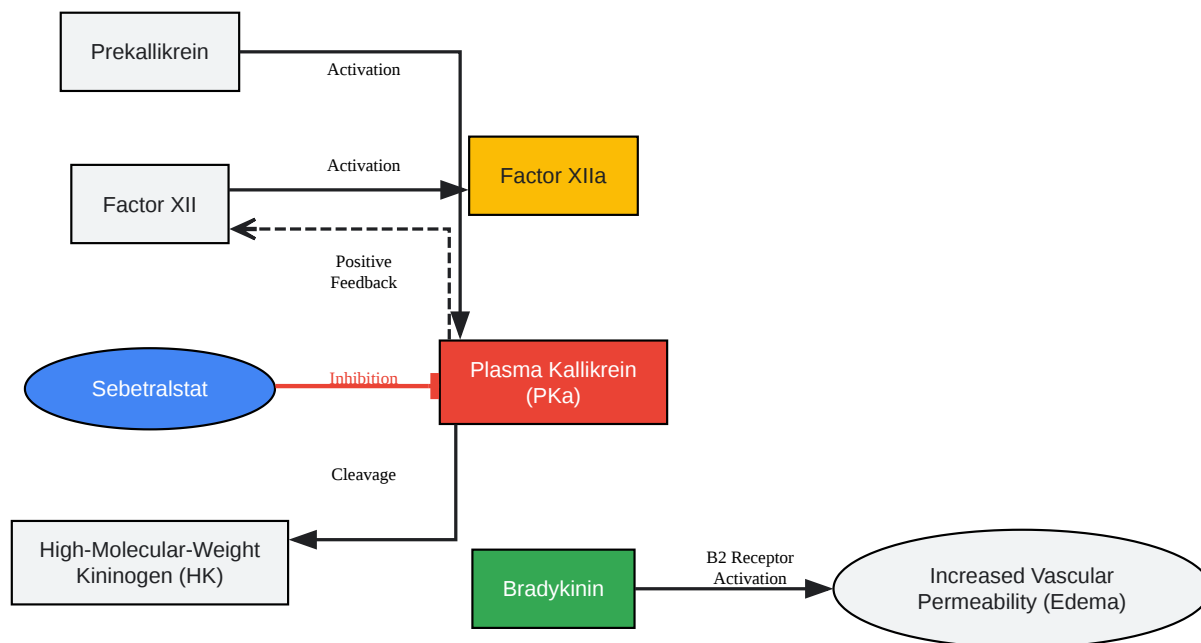 Prekallikrein
Activation
Factor XII
Activation
Factor XIIa
Positive
Feedback
Sebetralstat
Inhibition
Plasma Kallikrein
(PKa)
Cleavage
High-Molecular-Weight
Kininogen (HK)
Bradykinin
B2 Receptor
Activation
Increased Vascular
Permeability (Edema)